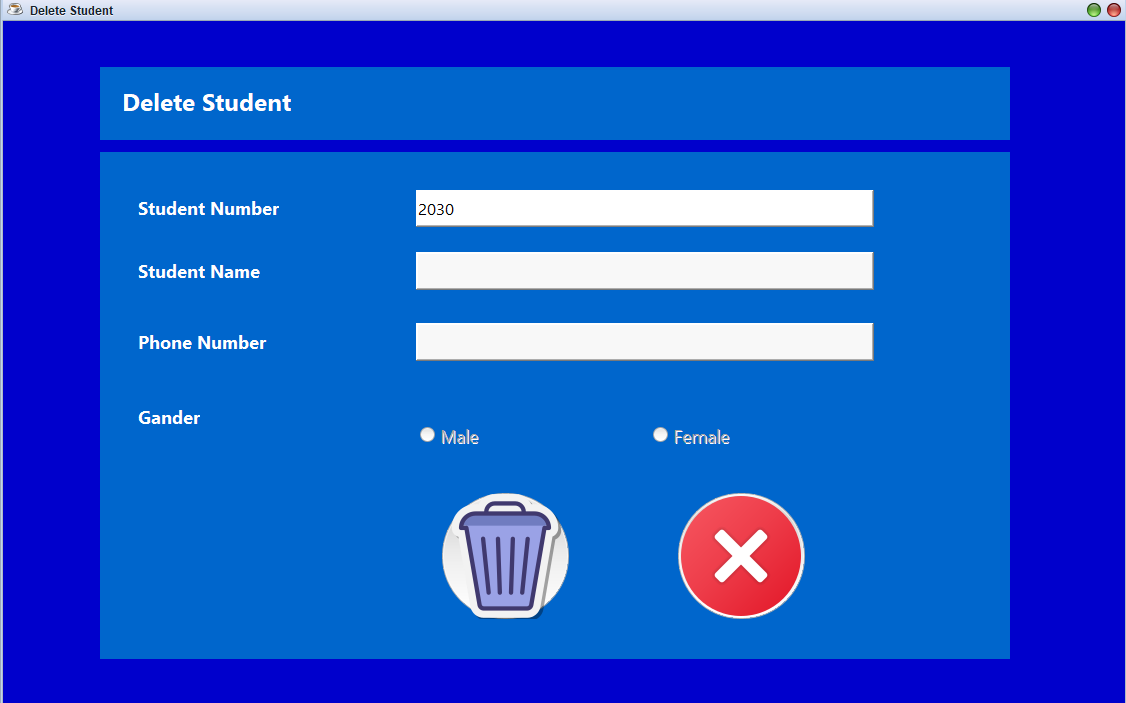 Delete Student
Delete Student
Student Number
2030
Student Name
Phone Number
Gander
Male
Female